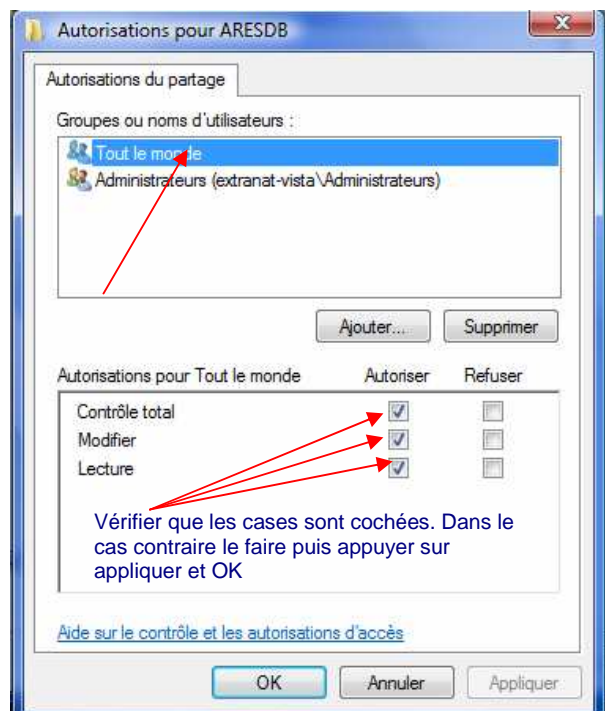 Autorisations pour ARESDB
Autorisations du partage
Groupes ou noms d'utilisateurs :
Tout le monde
Administrateurs (extranat-vista\Administrateurs)
Ajouter... Supprimer
Autorisations pour Tout le monde Autoriser Refuser
Contrôle total
Modifier
Lecture
Vérifier que les cases sont cochées. Dans le
cas contraire le faire puis appuyer sur
appliquer et OK
Aide sur le contrôle et les autorisations d'accès
OK Annuler Appliquer